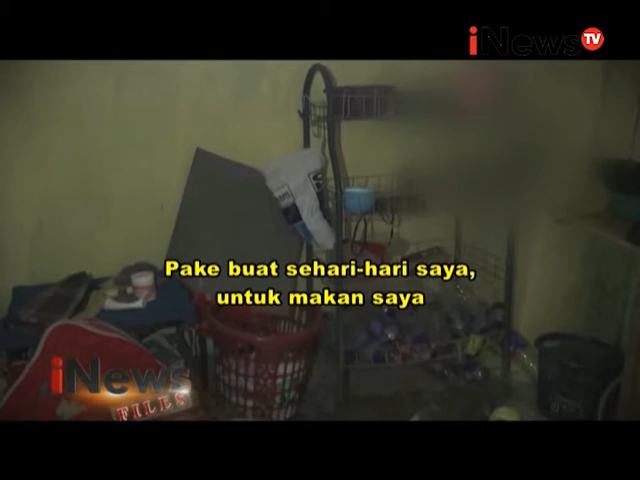 iNews TV
Pake buat sehari-hari saya,
untuk makan saya
iNews
FILES